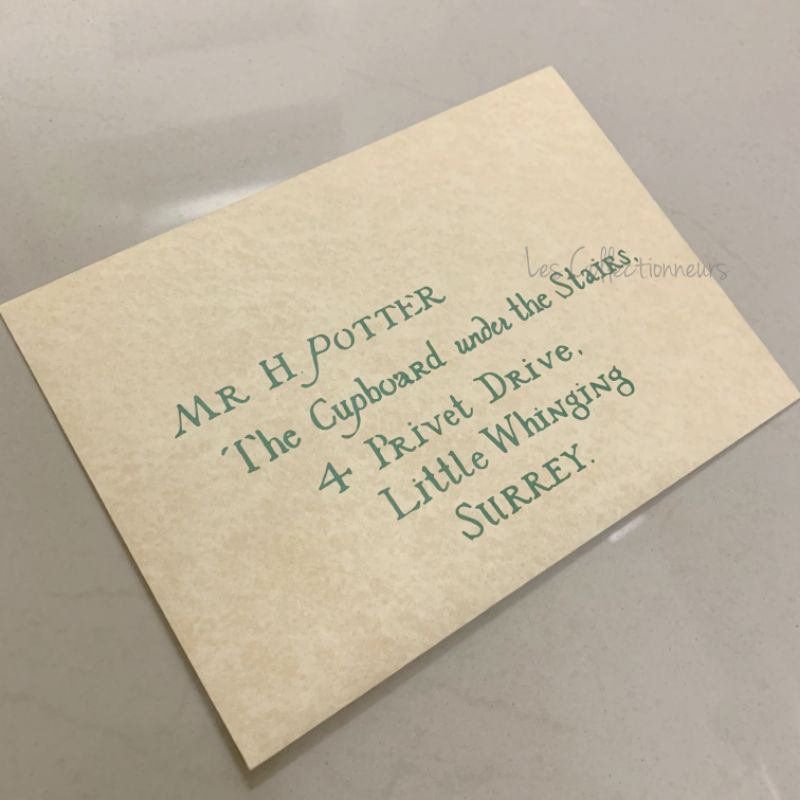 Les Collectionneurs
MR H. POTTER
The Cupboard under the Stairs,
4 Privet Drive,
Little Whinging
SURREY.